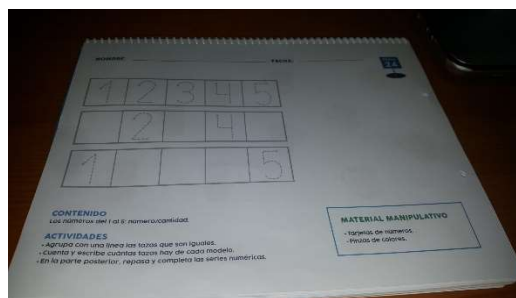 NOMBRE
FECHA
1 2 3 4 5
2 4
1 5
CONTENIDO
Los números del 1 al 5: número/cantidad.
ACTIVIDADES
• Agrupa con una línea las tazas que son iguales.
• Cuenta y escribe cuántas tazas hay de cada modelo.
• En la parte posterior, repasa y completa las series numéricas.
MATERIAL MANIPULATIVO
• Tarjetas de números.
• Pinzas de colores.